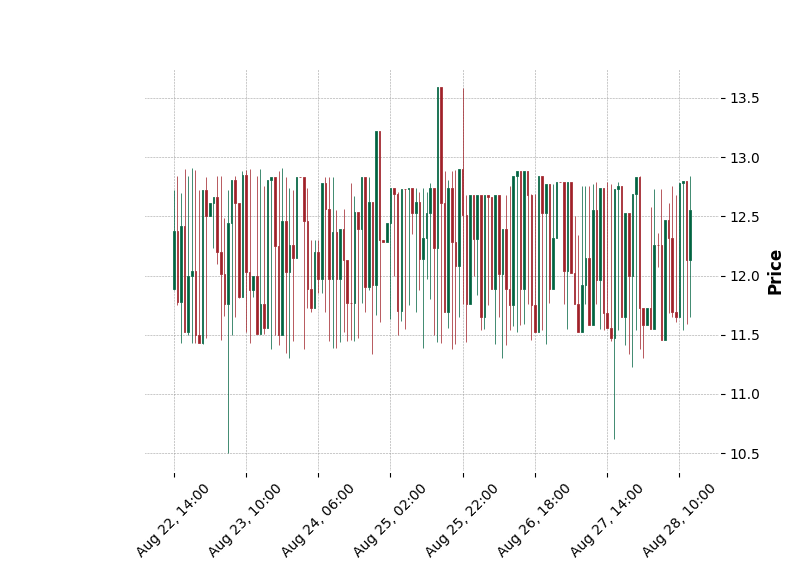 13.5
13.0
12.5
12.0
11.5
11.0
10.5
Price
Aug 22, 14:00
Aug 23, 10:00
Aug 24, 06:00
Aug 25, 02:00
Aug 25, 22:00
Aug 26, 18:00
Aug 27, 14:00
Aug 28, 10:00